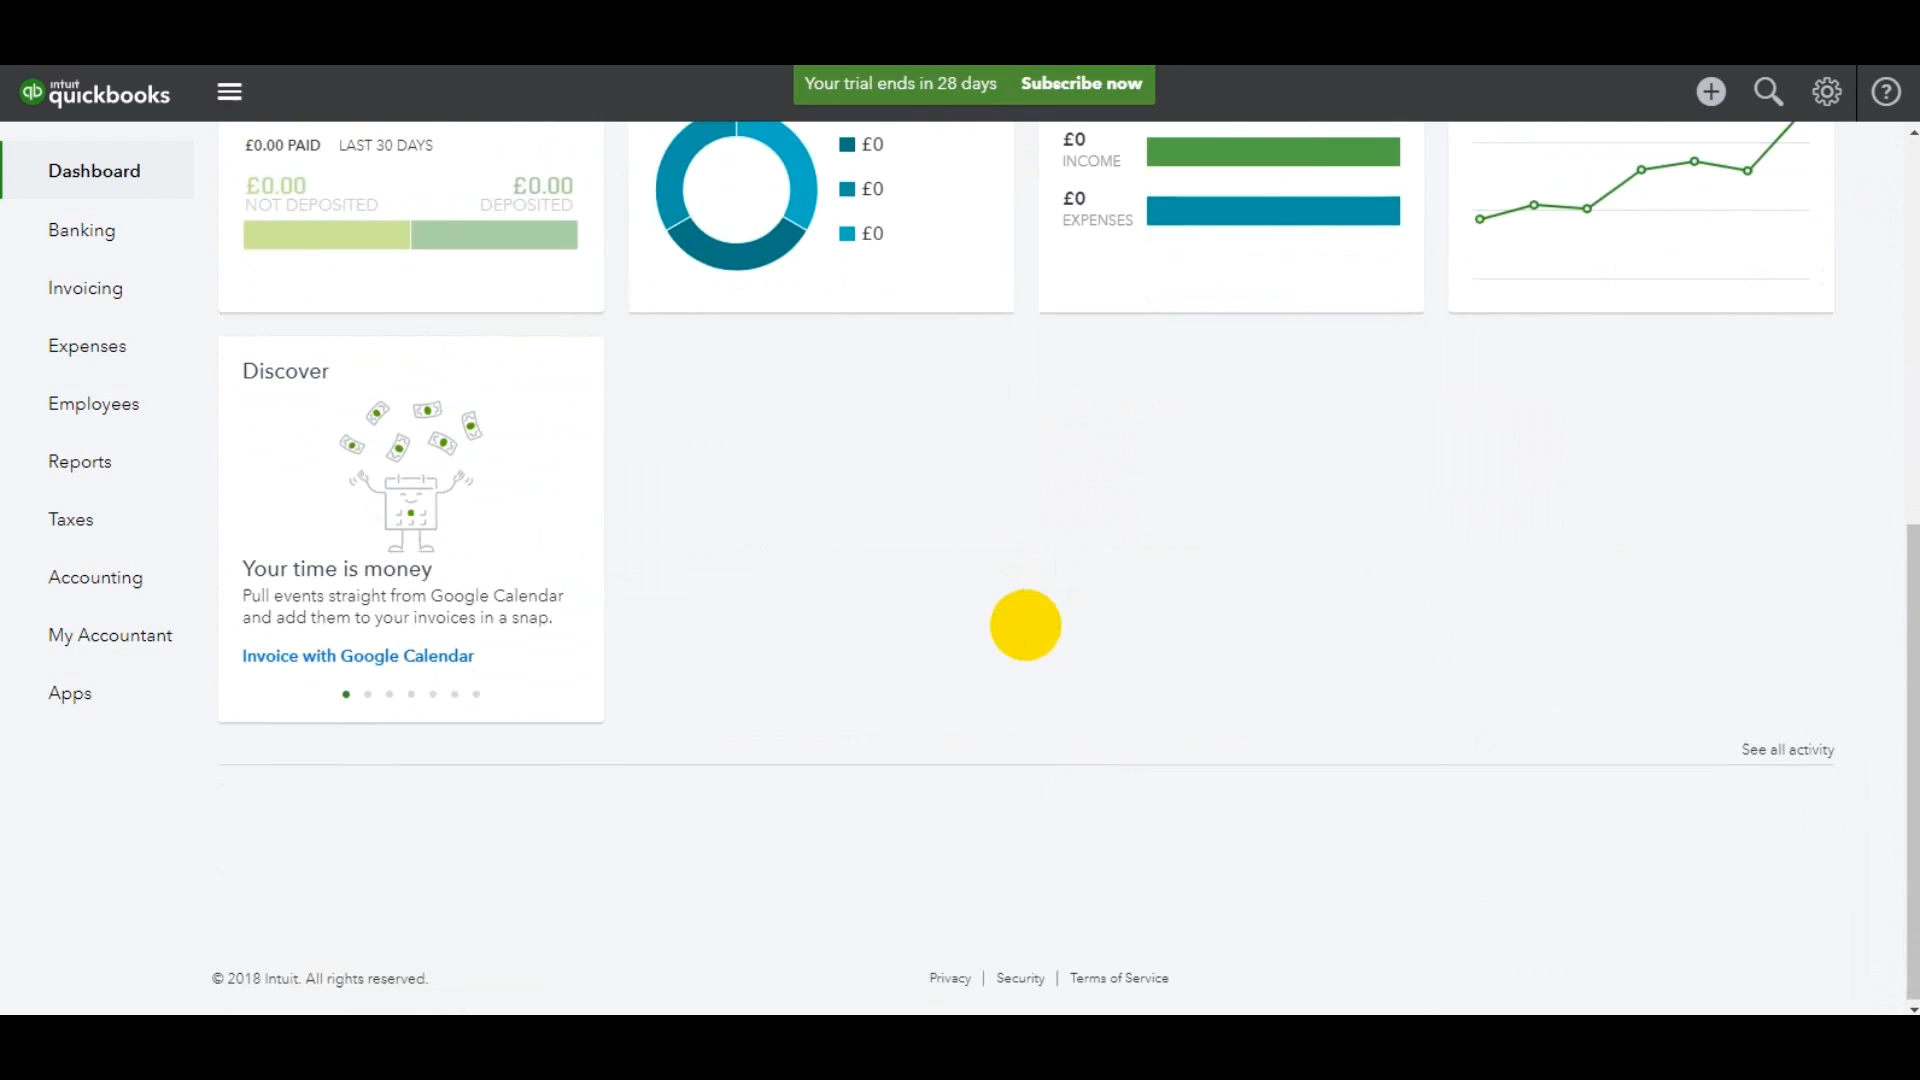 intuit
quickbooks
Your trial ends in 28 days Subscribe now
Dashboard
Banking
Invoicing
Expenses
Employees
Reports
Taxes
Accounting
My Accountant
Apps
£0.00 PAID LAST 30 DAYS
£0.00 £0.00
NOT DEPOSITED DEPOSITED
£0
£0
£0
£0
INCOME
£0
EXPENSES
Discover
Your time is money
Pull events straight from Google Calendar
and add them to your invoices in a snap.
Invoice with Google Calendar
See all activity
© 2018 Intuit. All rights reserved.
Privacy | Security | Terms of Service